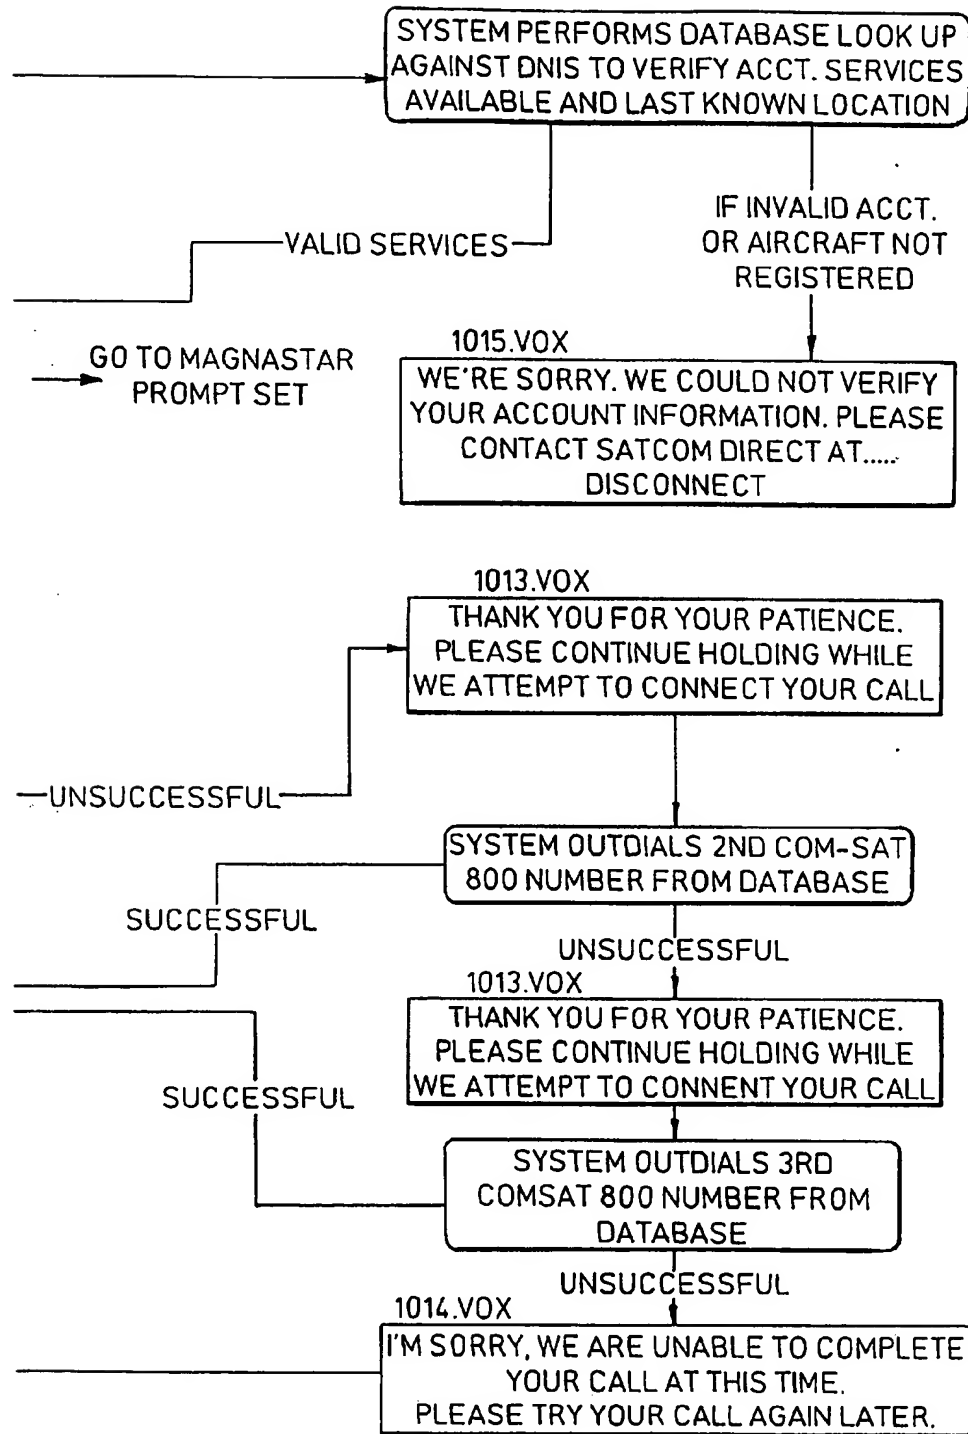 SYSTEM PERFORMS DATABASE LOOK UP
AGAINST DNIS TO VERIFY ACCT. SERVICES
AVAILABLE AND LAST KNOWN LOCATION
VALID SERVICES
IF INVALID ACCT.
OR AIRCRAFT NOT
REGISTERED
GO TO MAGNASTAR
PROMPT SET
1015.VOX
WE'RE SORRY. WE COULD NOT VERIFY
YOUR ACCOUNT INFORMATION. PLEASE
CONTACT SATCOM DIRECT AT.....
DISCONNECT
1013.VOX
THANK YOU FOR YOUR PATIENCE.
PLEASE CONTINUE HOLDING WHILE
WE ATTEMPT TO CONNECT YOUR CALL
UNSUCCESSFUL
SYSTEM OUTDIALS 2ND COM-SAT
800 NUMBER FROM DATABASE
SUCCESSFUL
UNSUCCESSFUL
1013.VOX
THANK YOU FOR YOUR PATIENCE.
PLEASE CONTINUE HOLDING WHILE
WE ATTEMPT TO CONNENT YOUR CALL
SUCCESSFUL
SYSTEM OUTDIALS 3RD
COMSAT 800 NUMBER FROM
DATABASE
UNSUCCESSFUL
1014.VOX
I'M SORRY, WE ARE UNABLE TO COMPLETE
YOUR CALL AT THIS TIME.
PLEASE TRY YOUR CALL AGAIN LATER.